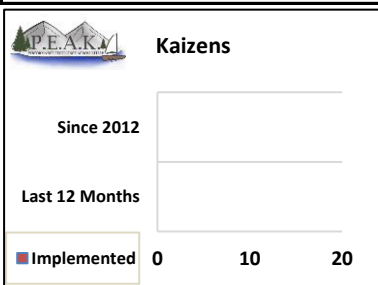 P.E.A.K.
Kaizens
Since 2012
Last 12 Months
Implemented
0 10 20